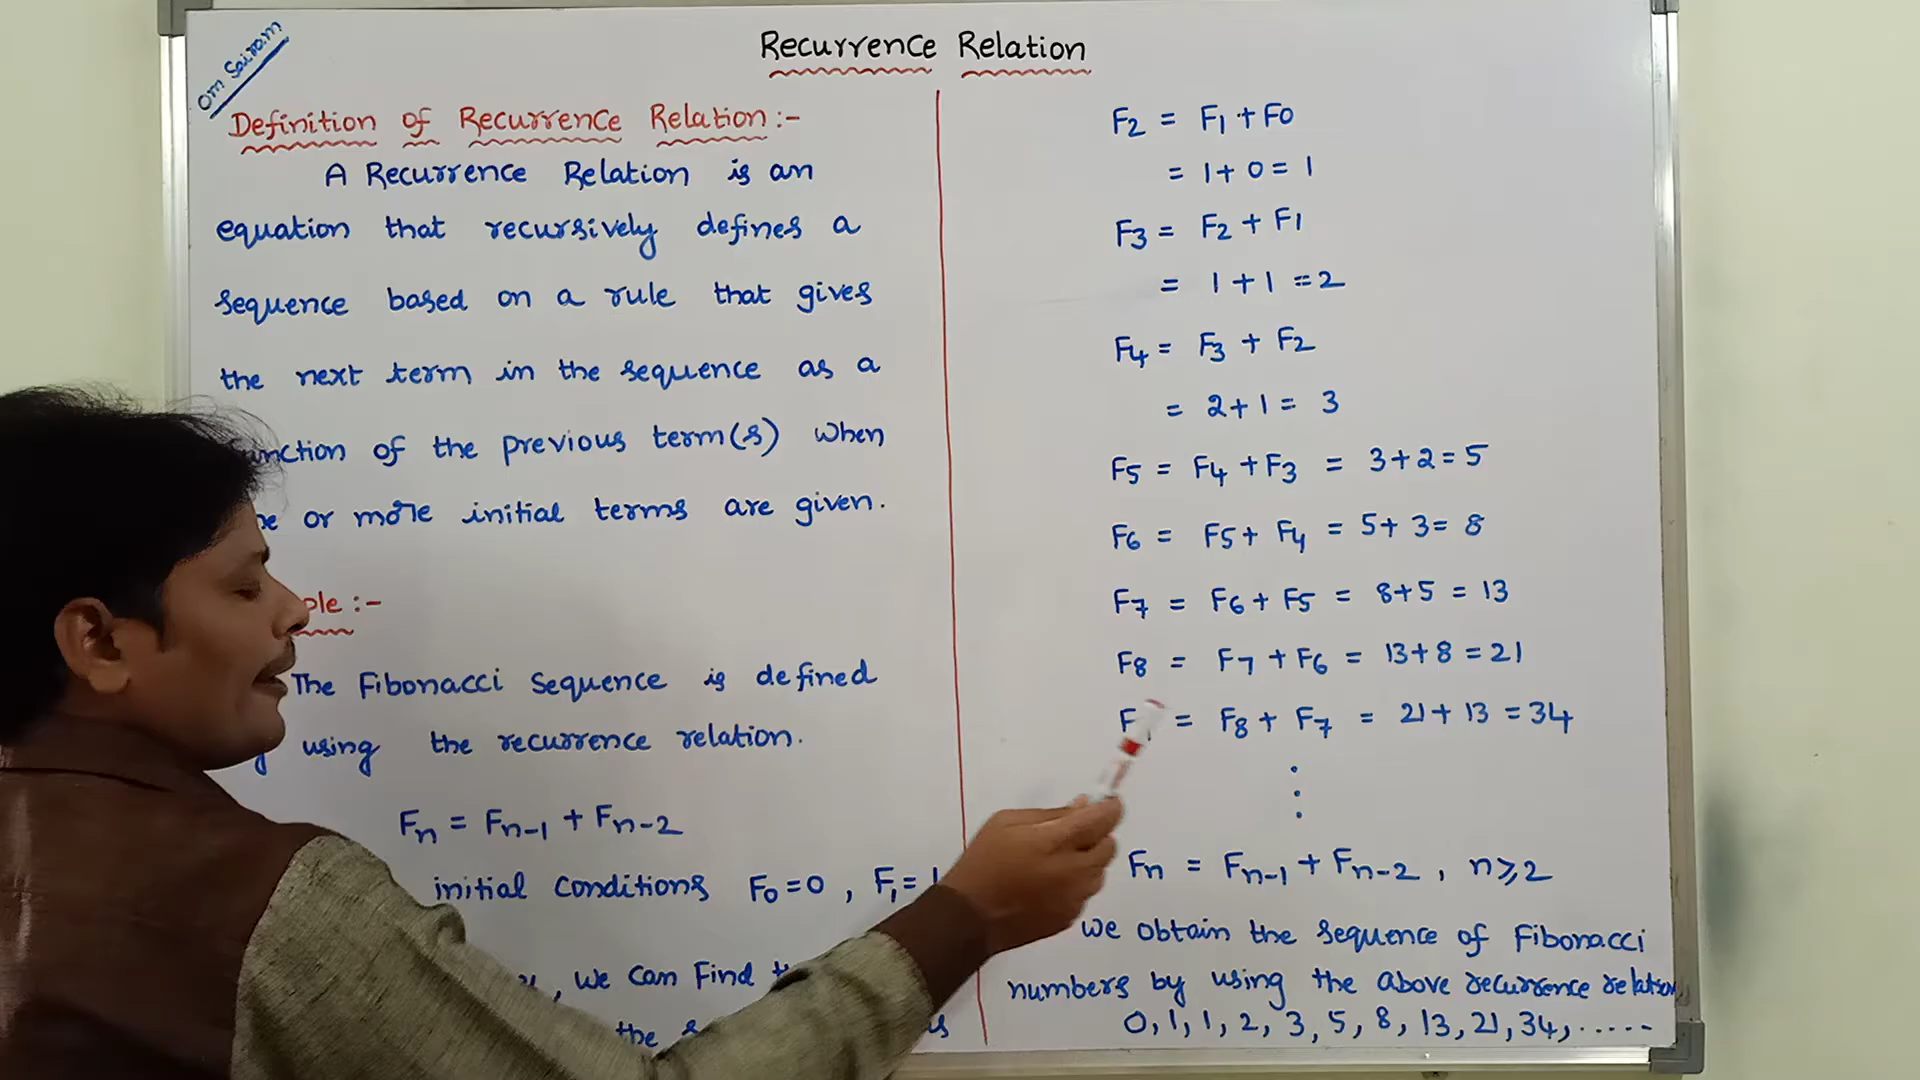 Om Sairam
Recurrence Relation
Definition of Recurrence Relation :-
A Recurrence Relation is an
equation that recursively defines a
sequence based on a rule that gives
the next term in the sequence as a
nction of the previous term(s) when
or more initial terms are given.
ple :-
The Fibonacci sequence is defined
using the recurrence relation.
Fn = Fn-1 + Fn-2
initial conditions F0 = 0 , F1 = 1
, we can Find
the
F2 = F1 + F0
= 1 + 0 = 1
F3 = F2 + F1
= 1 + 1 = 2
F4 = F3 + F2
= 2 + 1 = 3
F5 = F4 + F3 = 3 + 2 = 5
F6 = F5 + F4 = 5 + 3 = 8
F7 = F6 + F5 = 8 + 5 = 13
F8 = F7 + F6 = 13 + 8 = 21
F = F8 + F7 = 21 + 13 = 34
⋮
Fn = Fn-1 + Fn-2 , n ≥ 2
We obtain the sequence of Fibonacci
numbers by using the above recurrence relation
0, 1, 1, 2, 3, 5, 8, 13, 21, 34, .....